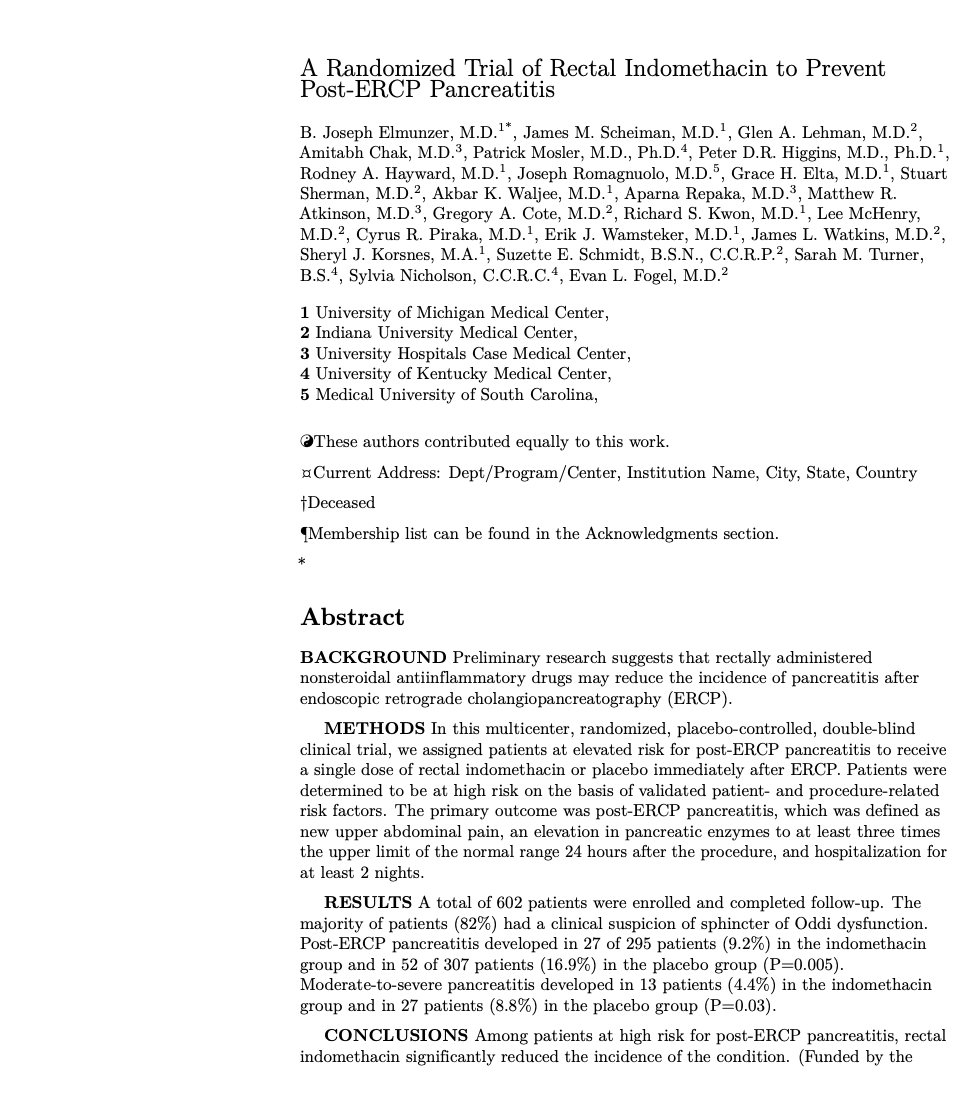 A Randomized Trial of Rectal Indomethacin to Prevent
Post-ERCP Pancreatitis
B. Joseph Elmunzer, M.D.1*, James M. Scheiman, M.D.1, Glen A. Lehman, M.D.2,
Amitabh Chak, M.D.3, Patrick Mosler, M.D., Ph.D.4, Peter D.R. Higgins, M.D., Ph.D.1,
Rodney A. Hayward, M.D.1, Joseph Romagnuolo, M.D.5, Grace H. Elta, M.D.1, Stuart
Sherman, M.D.2, Akbar K. Waljee, M.D.1, Aparna Repaka, M.D.3, Matthew R.
Atkinson, M.D.3, Gregory A. Cote, M.D.2, Richard S. Kwon, M.D.1, Lee McHenry,
M.D.2, Cyrus R. Piraka, M.D.1, Erik J. Wamsteker, M.D.1, James L. Watkins, M.D.2,
Sheryl J. Korsnes, M.A.1, Suzette E. Schmidt, B.S.N., C.C.R.P.2, Sarah M. Turner,
B.S.4, Sylvia Nicholson, C.C.R.C.4, Evan L. Fogel, M.D.2
1 University of Michigan Medical Center,
2 Indiana University Medical Center,
3 University Hospitals Case Medical Center,
4 University of Kentucky Medical Center,
5 Medical University of South Carolina,
☯These authors contributed equally to this work.
¤Current Address: Dept/Program/Center, Institution Name, City, State, Country
†Deceased
¶Membership list can be found in the Acknowledgments section.
*
Abstract
BACKGROUND Preliminary research suggests that rectally administered
nonsteroidal antiinflammatory drugs may reduce the incidence of pancreatitis after
endoscopic retrograde cholangiopancreatography (ERCP).
METHODS In this multicenter, randomized, placebo-controlled, double-blind
clinical trial, we assigned patients at elevated risk for post-ERCP pancreatitis to receive
a single dose of rectal indomethacin or placebo immediately after ERCP. Patients were
determined to be at high risk on the basis of validated patient- and procedure-related
risk factors. The primary outcome was post-ERCP pancreatitis, which was defined as
new upper abdominal pain, an elevation in pancreatic enzymes to at least three times
the upper limit of the normal range 24 hours after the procedure, and hospitalization for
at least 2 nights.
RESULTS A total of 602 patients were enrolled and completed follow-up. The
majority of patients (82%) had a clinical suspicion of sphincter of Oddi dysfunction.
Post-ERCP pancreatitis developed in 27 of 295 patients (9.2%) in the indomethacin
group and in 52 of 307 patients (16.9%) in the placebo group (P=0.005).
Moderate-to-severe pancreatitis developed in 13 patients (4.4%) in the indomethacin
group and in 27 patients (8.8%) in the placebo group (P=0.03).
CONCLUSIONS Among patients at high risk for post-ERCP pancreatitis, rectal
indomethacin significantly reduced the incidence of the condition. (Funded by the